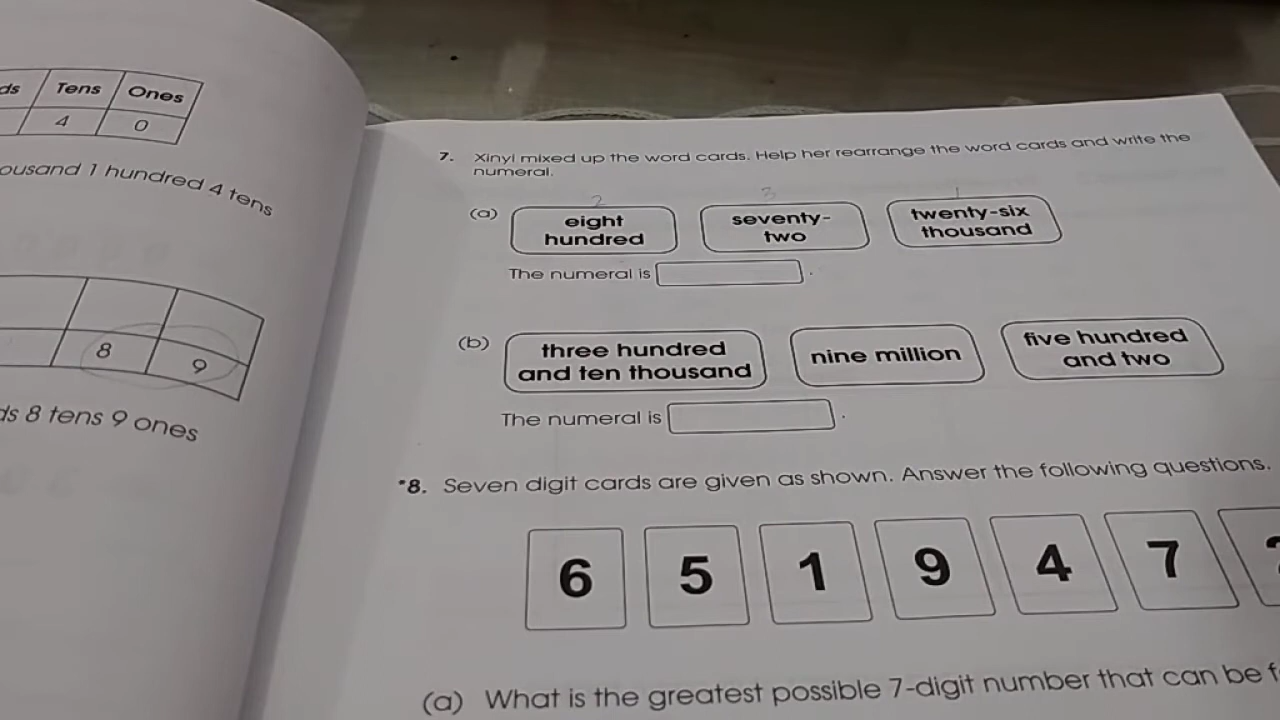 ds Tens Ones
4 0
ousand 1 hundred 4 tens
8 9
ds 8 tens 9 ones
7. Xinyi mixed up the word cards. Help her rearrange the word cards and write the
numeral.
2 3 1
(a) eight hundred seventy-two twenty-six thousand
The numeral is .
(b) three hundred and ten thousand nine million five hundred and two
The numeral is .
*8. Seven digit cards are given as shown. Answer the following questions.
6 5 1 9 4 7
(a) What is the greatest possible 7-digit number that can be f